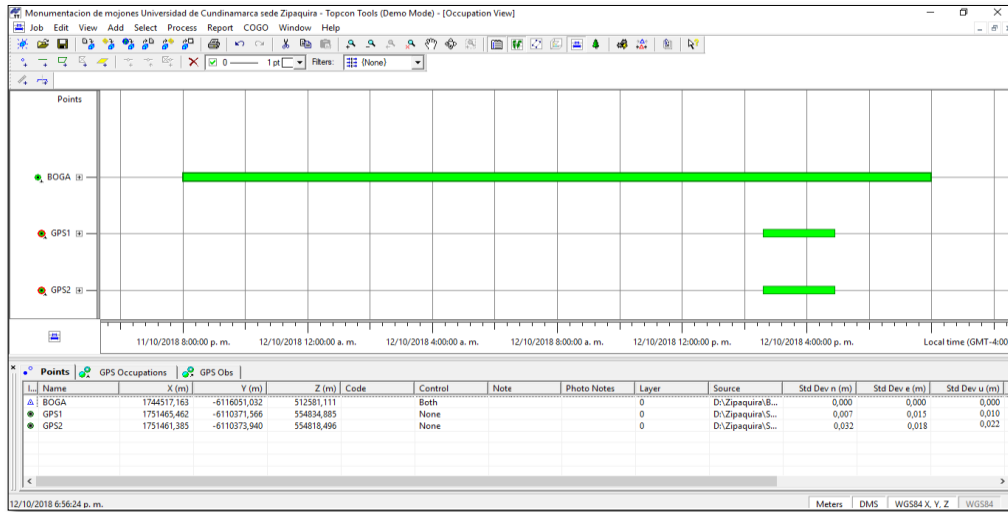 Monumentacion de mojones Universidad de Cundinamarca sede Zipaquira - Topcon Tools (Demo Mode) - [Occupation View]
Job Edit View Add Select Process Report COGO Window Help
0 1 pt Filters: {None}
Points
BOGA
GPS1
GPS2
11/10/2018 8:00:00 p. m. 12/10/2018 12:00:00 a. m. 12/10/2018 4:00:00 a. m. 12/10/2018 8:00:00 a. m. 12/10/2018 12:00:00 p. m. 12/10/2018 4:00:00 p. m. Local time (GMT-4:00
Points GPS Occupations GPS Obs
I... Name X (m) Y (m) Z (m) Code Control Note Photo Notes Layer Source Std Dev n (m) Std Dev e (m) Std Dev u (m)
BOGA 1744517,163 -6116051,032 512581,111 Both 0 D:\Zipaquira\B... 0,000 0,000 0,000
GPS1 1751465,462 -6110371,566 554834,885 None 0 D:\Zipaquira\S... 0,007 0,015 0,010
GPS2 1751461,385 -6110373,940 554818,496 None 0 D:\Zipaquira\S... 0,032 0,018 0,022
12/10/2018 6:56:24 p. m. Meters DMS WGS84 X, Y, Z WGS84